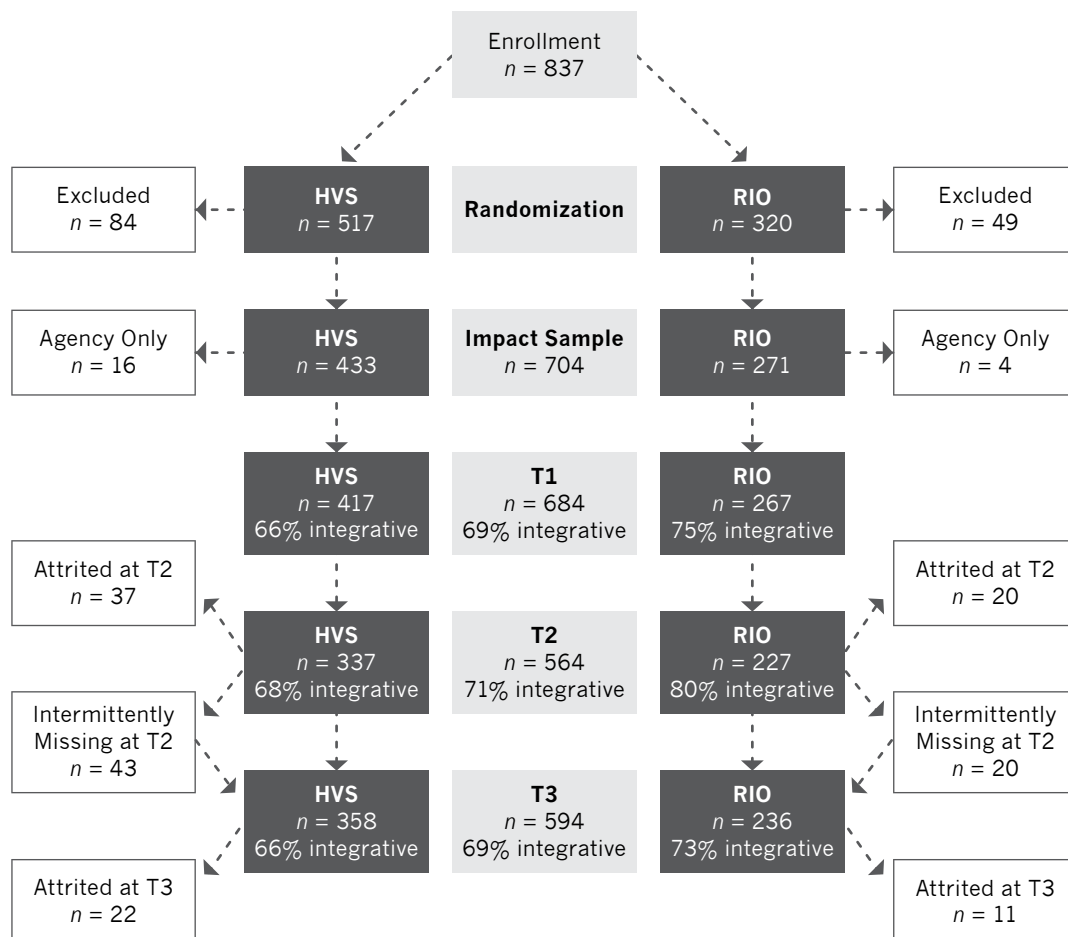 Enrollment
n = 837
Excluded
n = 84
HVS
n = 517
Randomization
RIO
n = 320
Excluded
n = 49
Agency Only
n = 16
HVS
n = 433
Impact Sample
n = 704
RIO
n = 271
Agency Only
n = 4
HVS
n = 417
66% integrative
T1
n = 684
69% integrative
RIO
n = 267
75% integrative
Attrited at T2
n = 37
HVS
n = 337
68% integrative
T2
n = 564
71% integrative
RIO
n = 227
80% integrative
Attrited at T2
n = 20
Intermittently
Missing at T2
n = 43
Intermittently
Missing at T2
n = 20
HVS
n = 358
66% integrative
T3
n = 594
69% integrative
RIO
n = 236
73% integrative
Attrited at T3
n = 22
Attrited at T3
n = 11